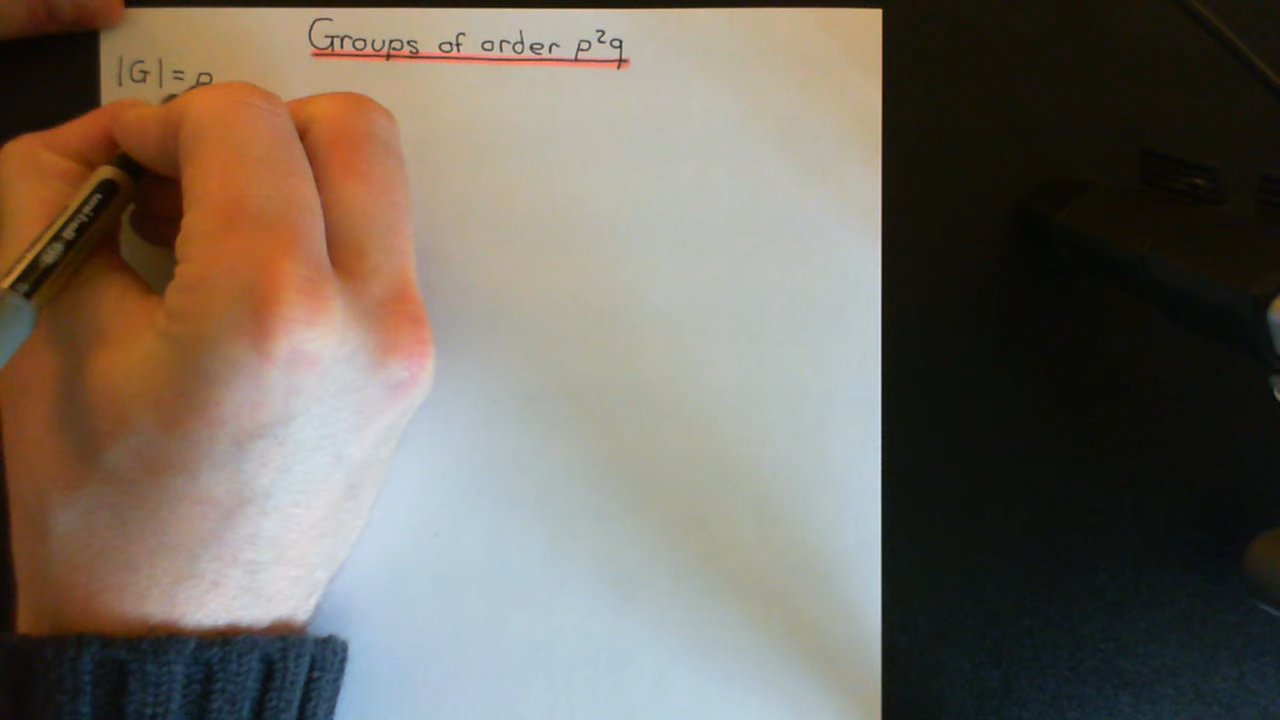 Groups of order p²q
|G| = p